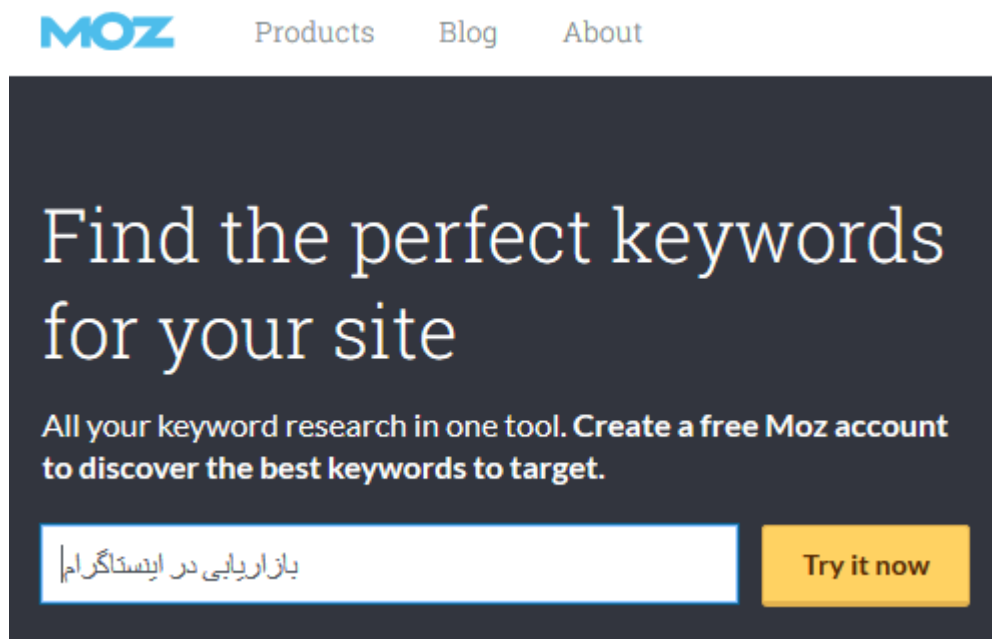 MOZ Products Blog About
Find the perfect keywords
for your site
All your keyword research in one tool. Create a free Moz account
to discover the best keywords to target.
بازاریابی در اینستاگرام
Try it now